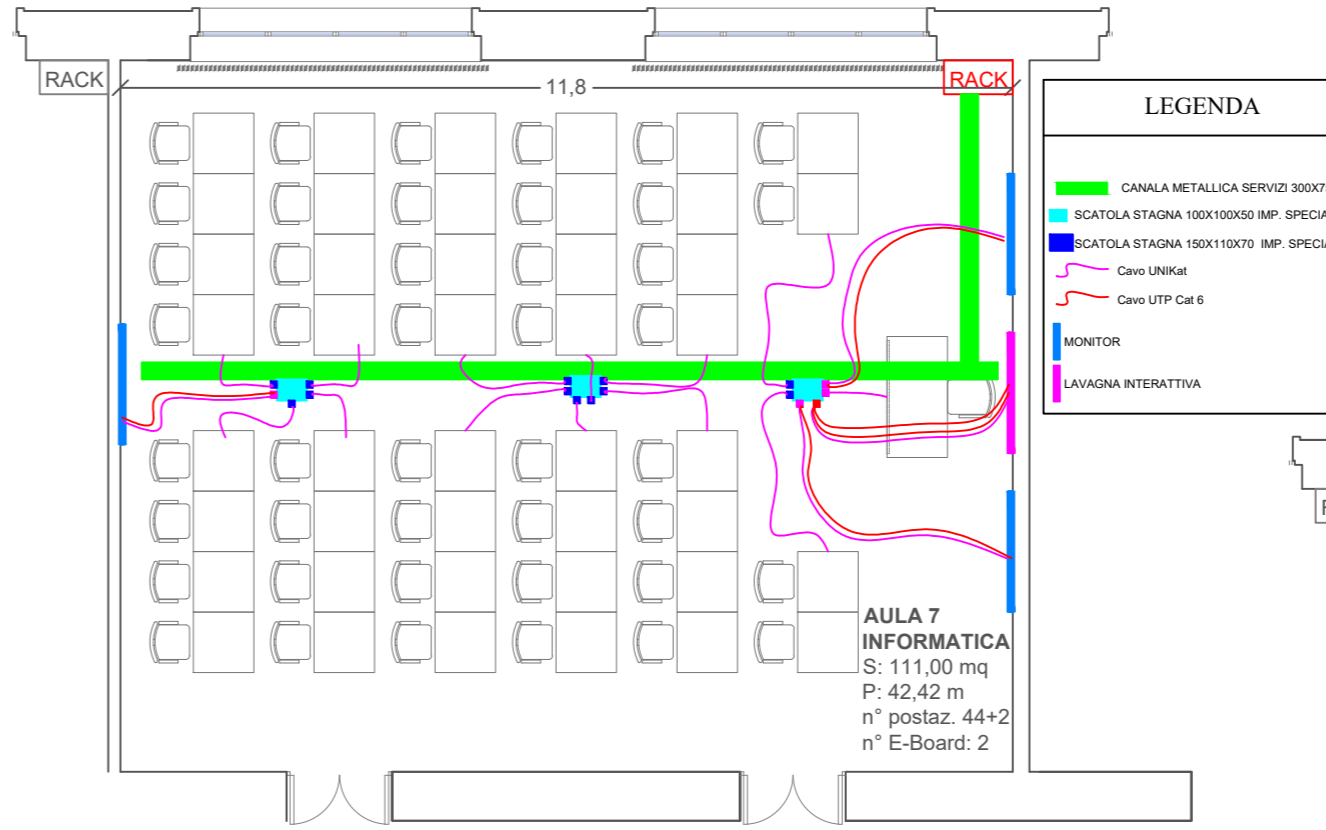 RACK
11,8
RACK
LEGENDA
CANALA METALLICA SERVIZI 300X7
SCATOLA STAGNA 100X100X50 IMP. SPECIA
SCATOLA STAGNA 150X110X70 IMP. SPECIA
Cavo UNIKat
Cavo UTP Cat 6
MONITOR
LAVAGNA INTERATTIVA
AULA 7
INFORMATICA
S: 111,00 mq
P: 42,42 m
n° postaz. 44+2
n° E-Board: 2